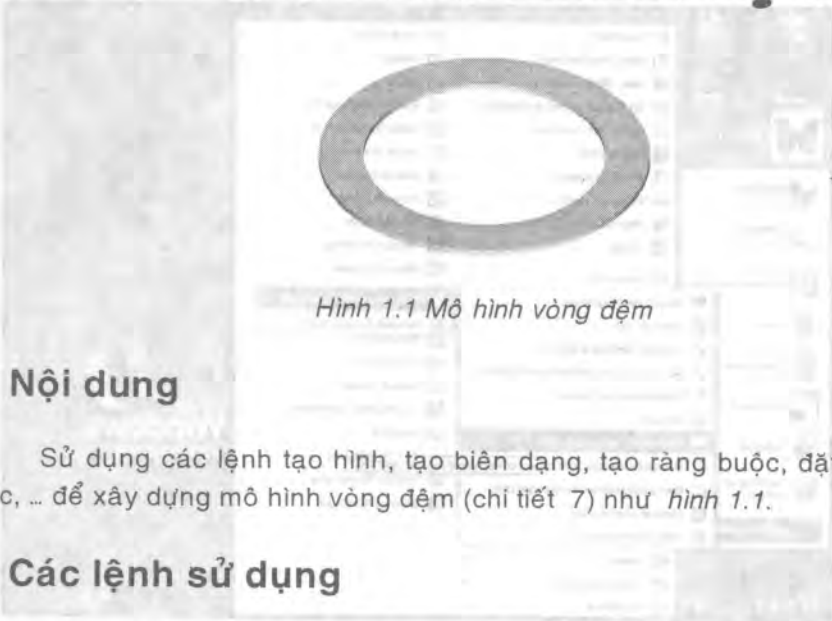 Hình 1.1 Mô hình vòng đệm
Nội dung
Sử dụng các lệnh tạo hình, tạo biên dạng, tạo ràng buộc, đặ
c, ... để xây dựng mô hình vòng đệm (chi tiết 7) như hình 1.1.
Các lệnh sử dụng